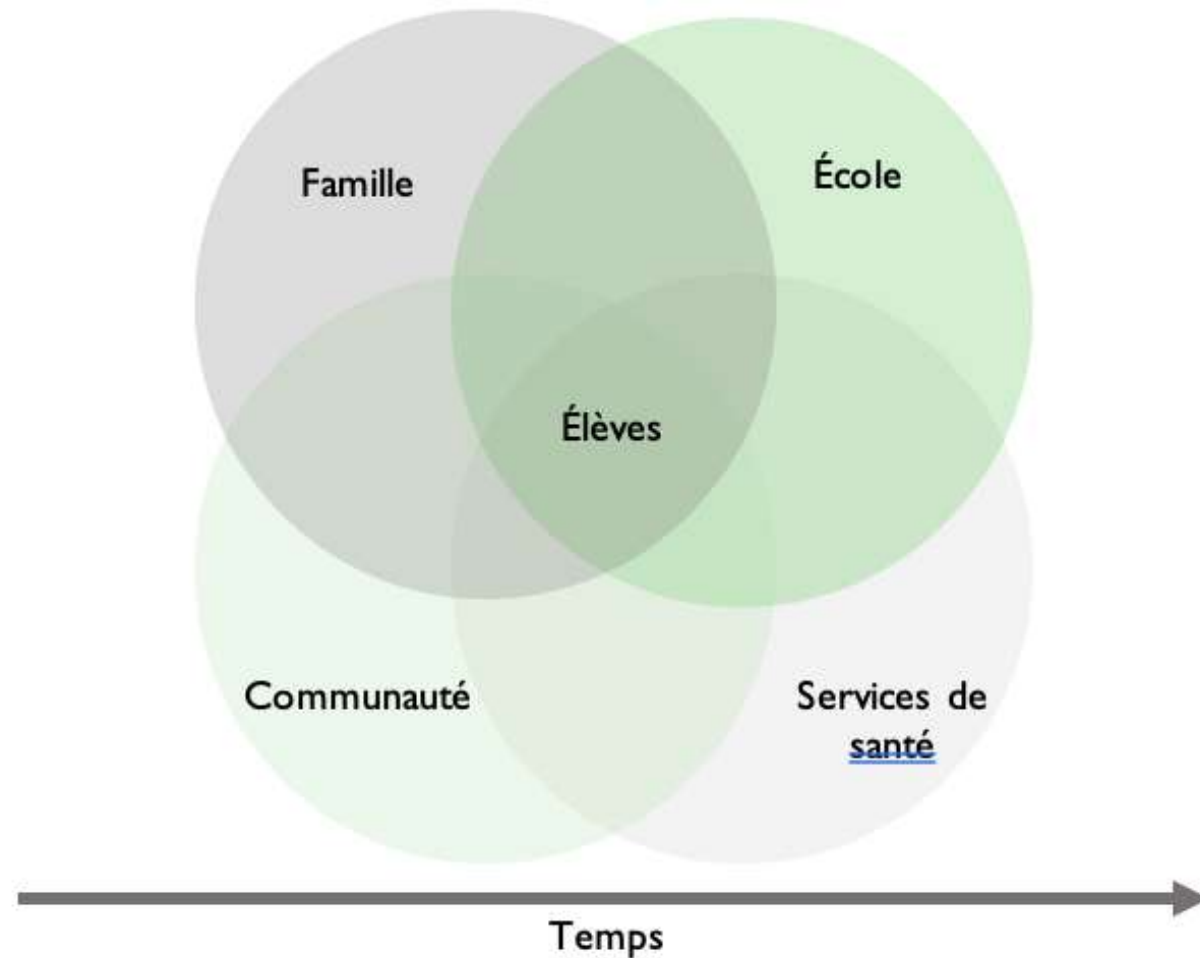 Famille
École
Élèves
Communauté
Services de
santé
Temps